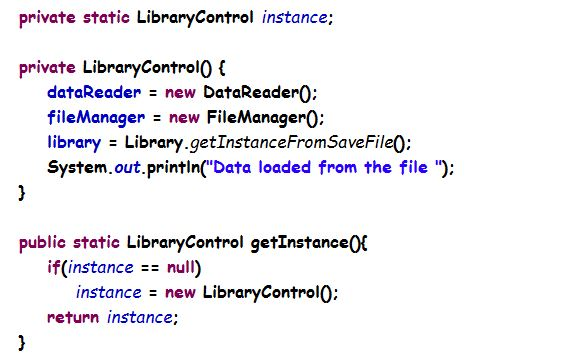 private static LibraryControl instance;
private LibraryControl() {
dataReader = new DataReader();
fileManager = new FileManager();
library = Library.getInstanceFromSaveFile();
System.out.println("Data loaded from the file ");
}
public static LibraryControl getInstance(){
if(instance == null)
instance = new LibraryControl();
return instance;
}